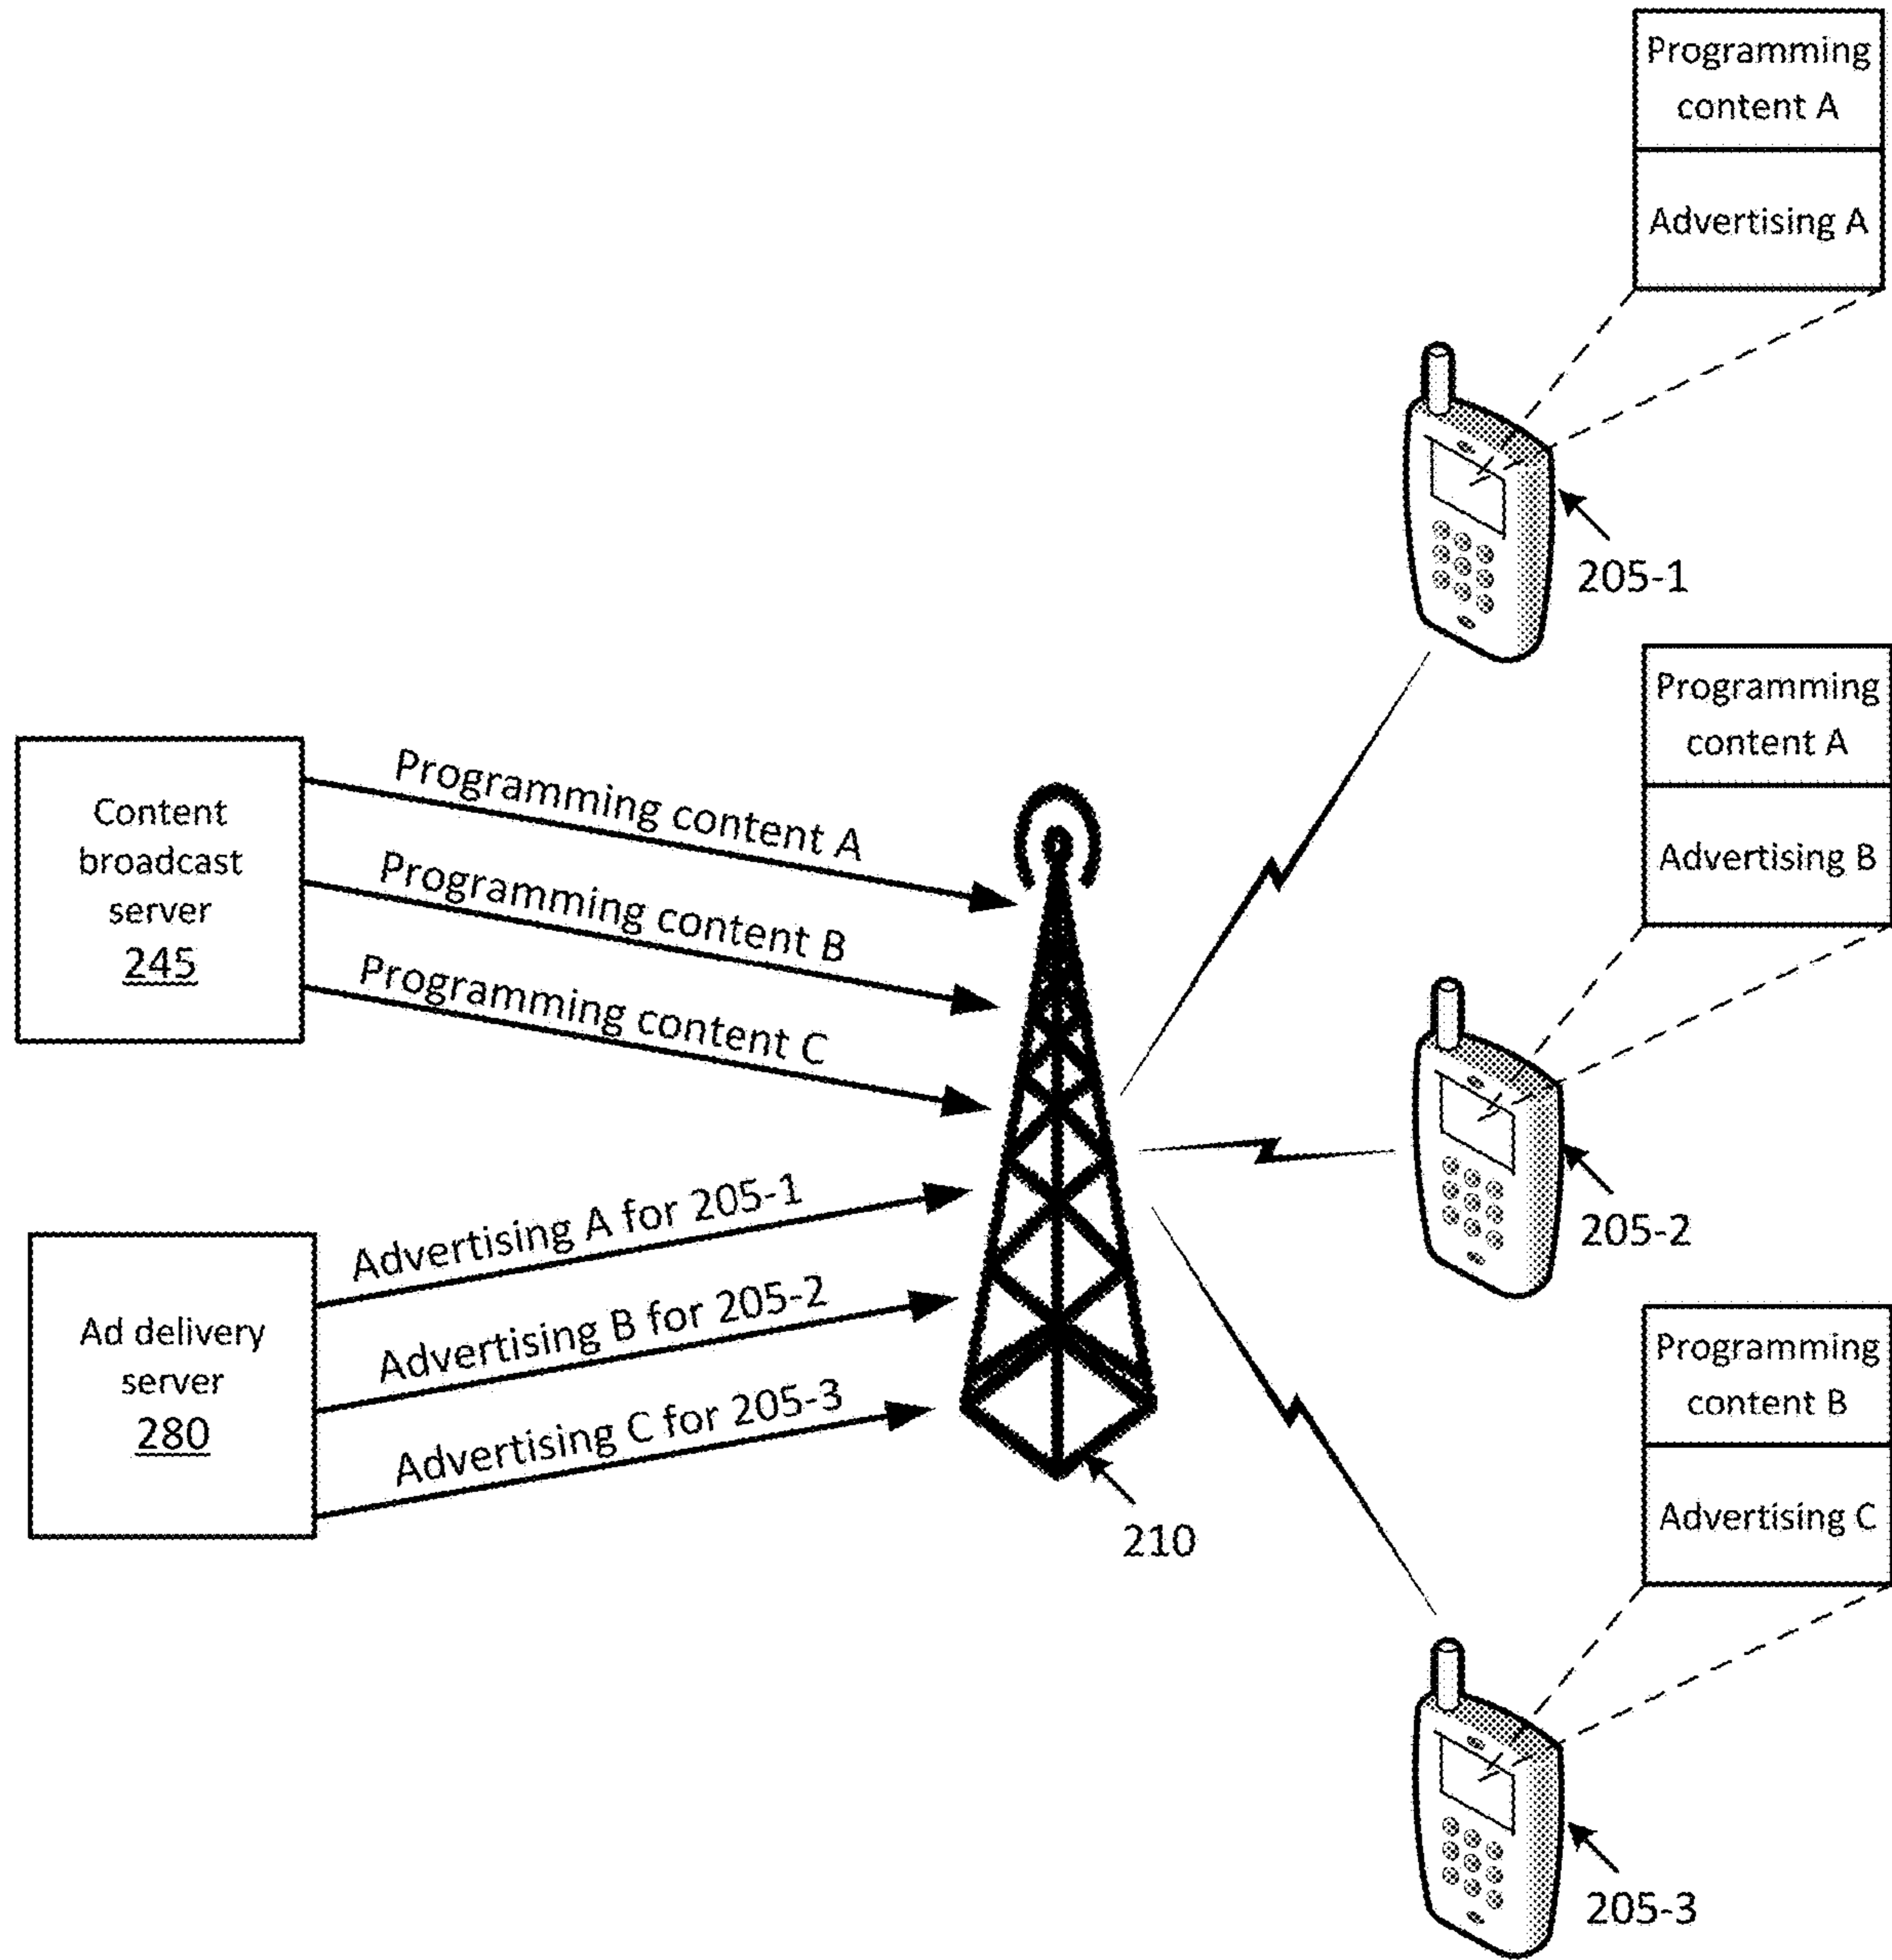 Programming
content A
Advertising A
205-1
Programming
content A
Advertising B
205-2
Content
broadcast
server
245
Programming content A
Programming content B
Programming content C
Ad delivery
server
280
Advertising A for 205-1
Advertising B for 205-2
Advertising C for 205-3
210
Programming
content B
Advertising C
205-3